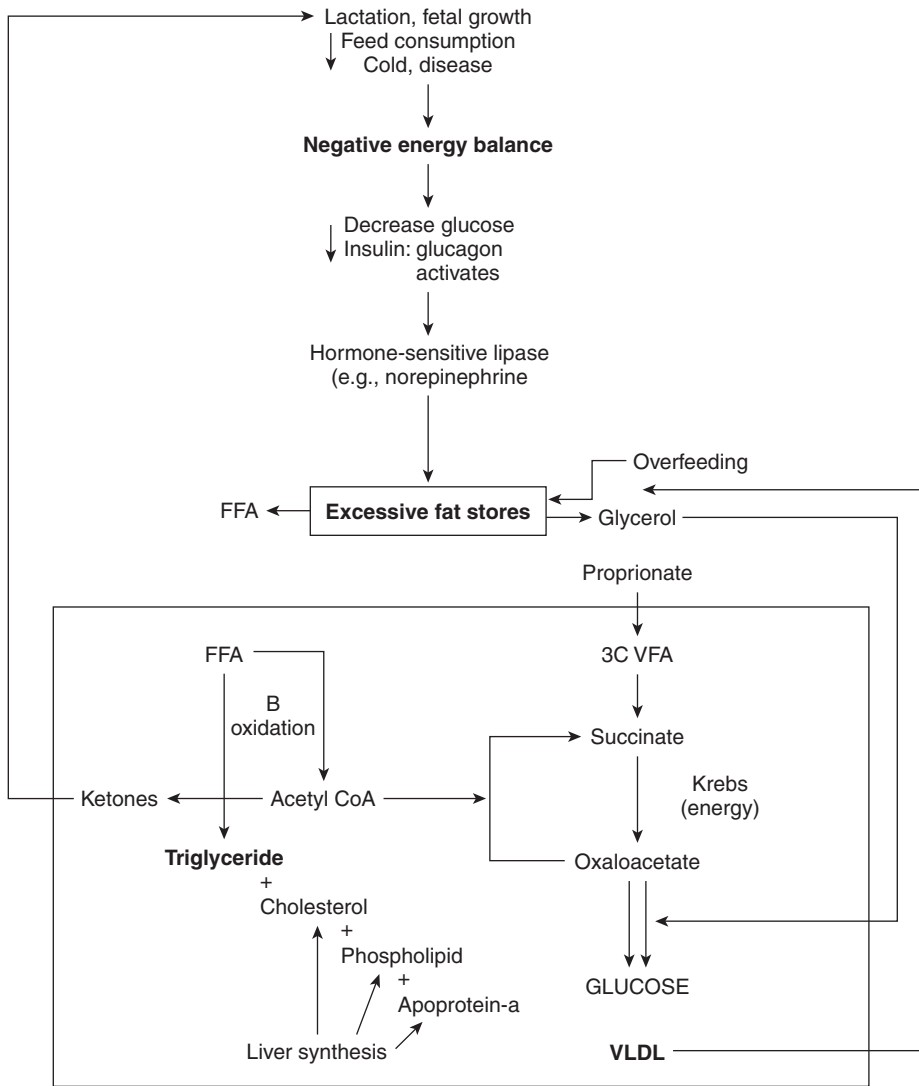 Lactation, fetal growth
Feed consumption
Cold, disease
Negative energy balance
Decrease glucose
Insulin: glucagon
activates
Hormone-sensitive lipase
(e.g., norepinephrine
Overfeeding
FFA
Excessive fat stores
Glycerol
Proprionate
FFA
3C VFA
B
oxidation
Succinate
Krebs
(energy)
Ketones
Acetyl CoA
Triglyceride
Oxaloacetate
+
Cholesterol
+
Phospholipid
+
Apoprotein-a
GLUCOSE
Liver synthesis
VLDL